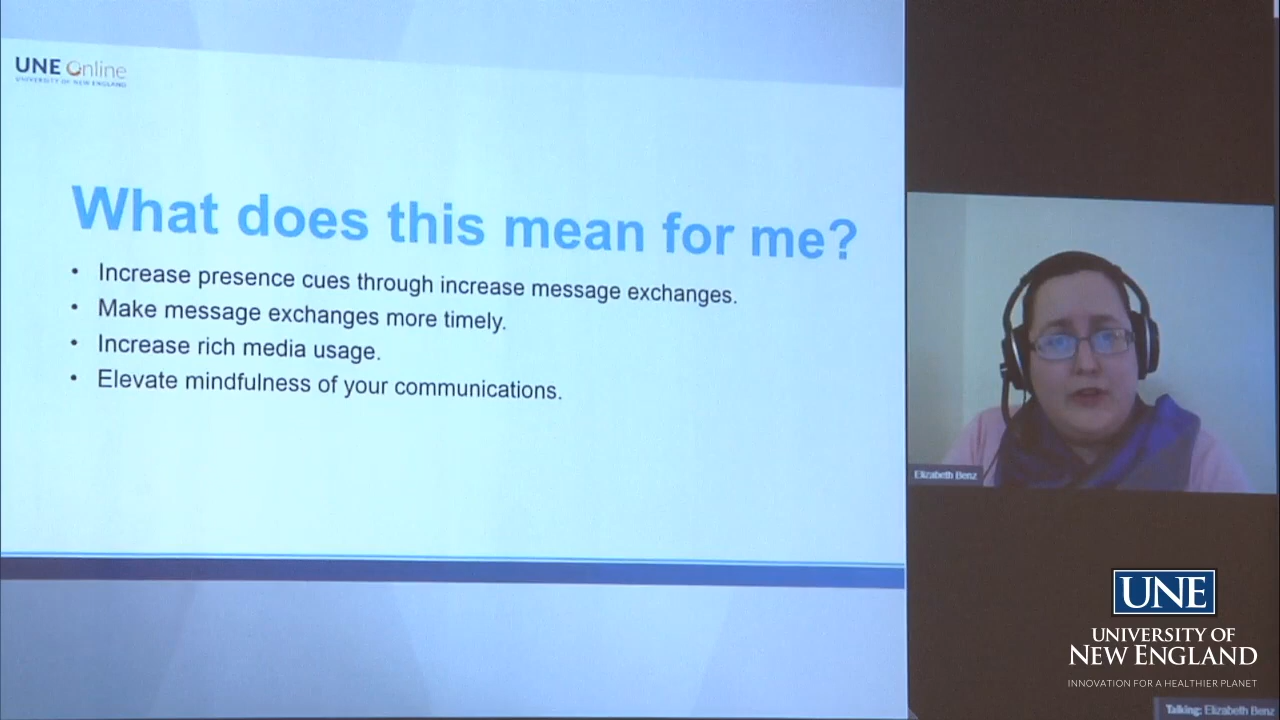 UNE Online
UNIVERSITY OF NEW ENGLAND
What does this mean for me?
• Increase presence cues through increase message exchanges.
• Make message exchanges more timely.
• Increase rich media usage.
• Elevate mindfulness of your communications.
Elizabeth Benz
UNE
UNIVERSITY OF
NEW ENGLAND
INNOVATION FOR A HEALTHIER PLANET
Talking: Elizabeth Benz